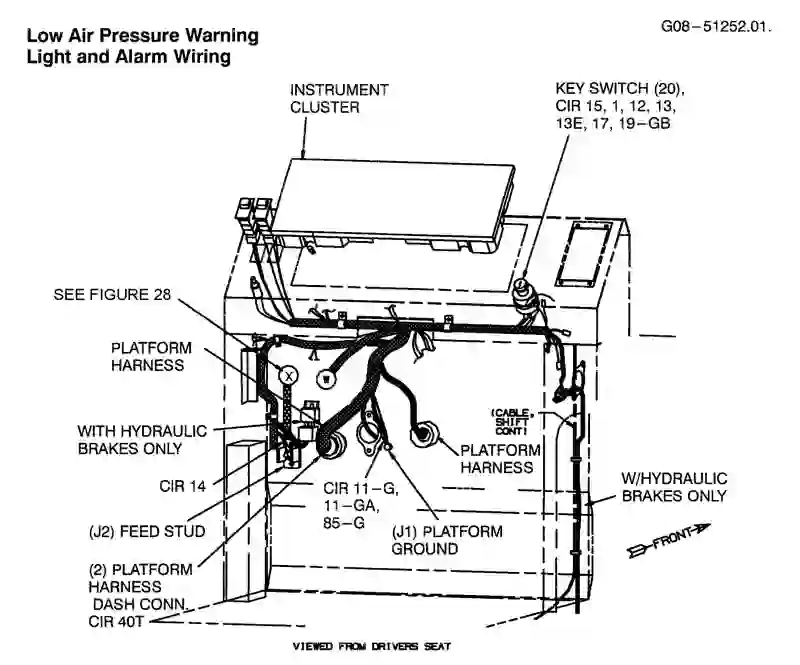 Low Air Pressure Warning
Light and Alarm Wiring
G08-51252.01.
INSTRUMENT
CLUSTER
KEY SWITCH (20),
CIR 15, 1, 12, 13,
13E, 17, 19-GB
SEE FIGURE 28
PLATFORM
HARNESS
X
W
WITH HYDRAULIC
BRAKES ONLY
(CABLE,
SHIFT
CONT)
PLATFORM
HARNESS
CIR 14
CIR 11-G,
11-GA,
85-G
W/HYDRAULIC
BRAKES ONLY
(J2) FEED STUD
(J1) PLATFORM
GROUND
FRONT
(2) PLATFORM
HARNESS
DASH CONN.
CIR 40T
VIEWED FROM DRIVERS SEAT